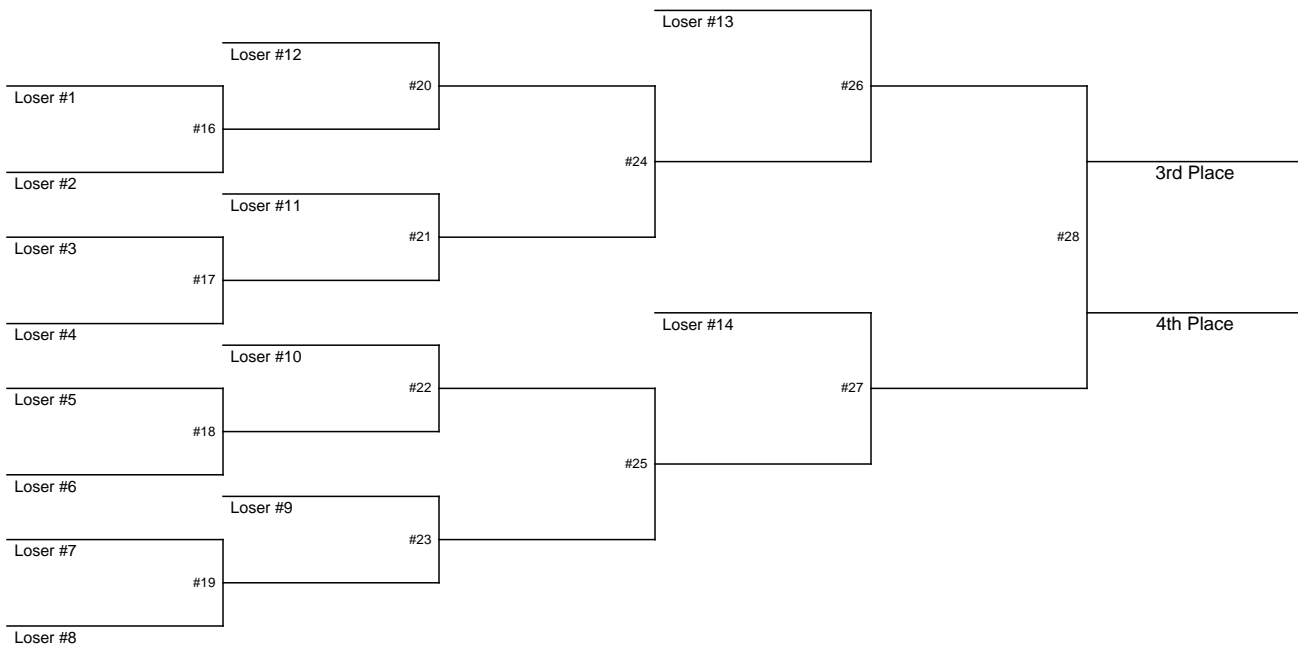 Loser #13
Loser #12
#20
#26
Loser #1
#16
#24
3rd Place
Loser #2
Loser #11
#21
#28
Loser #3
#17
Loser #4
Loser #14
4th Place
Loser #10
#22
#27
Loser #5
#18
#25
Loser #6
Loser #9
#23
Loser #7
#19
Loser #8